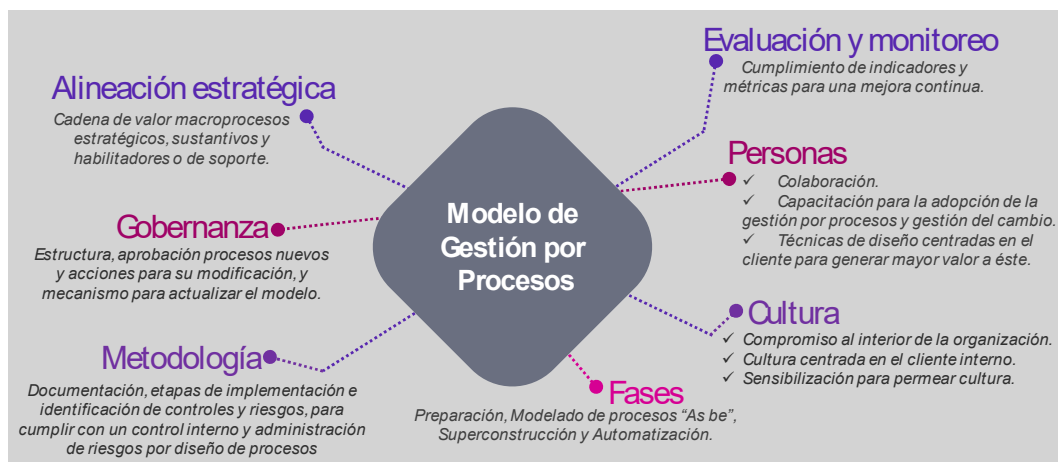 Alineación estratégica
Cadena de valor macroprocesos
estratégicos, sustantivos y
habilitadores o de soporte.
Gobernanza
Estructura, aprobación procesos nuevos
y acciones para su modificación, y
mecanismo para actualizar el modelo.
Metodología
Documentación, etapas de implementación e
identificación de controles y riesgos, para
cumplir con un control interno y administración
de riesgos por diseño de procesos
Modelo de
Gestión por
Procesos
Evaluación y monitoreo
Cumplimiento de indicadores y
métricas para una mejora continua.
Personas
✓ Colaboración.
✓ Capacitación para la adopción de la
gestión por procesos y gestión del cambio.
✓ Técnicas de diseño centradas en el
cliente para generar mayor valor a éste.
Cultura
✓ Compromiso al interior de la organización.
✓ Cultura centrada en el cliente interno.
✓ Sensibilización para permear cultura.
Fases
Preparación, Modelado de procesos “As be”,
Superconstrucción y Automatización.